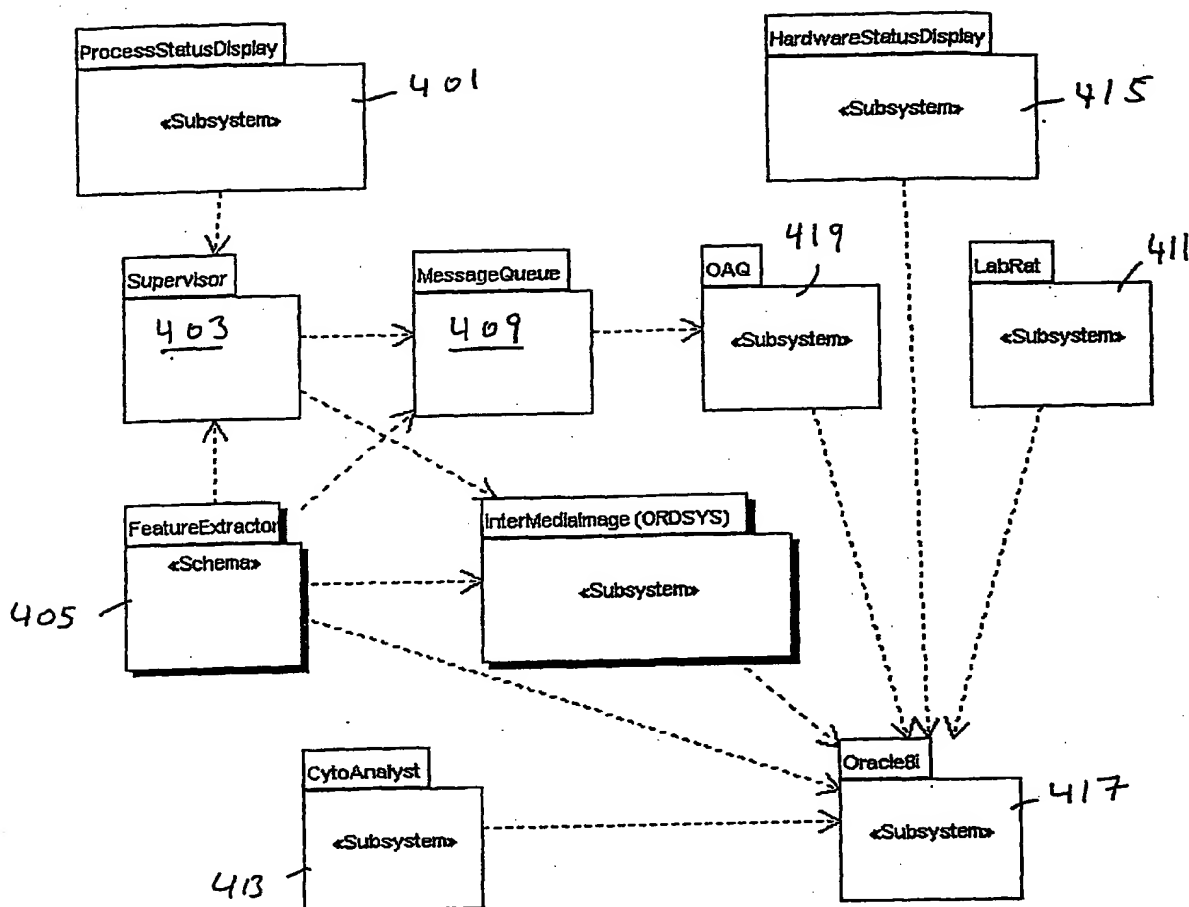 ProcessStatusDisplay
«Subsystem»
401
HardwareStatusDisplay
«Subsystem»
415
Supervisor
403
MessageQueue
409
OAQ
«Subsystem»
419
LabRat
«Subsystem»
411
FeatureExtractor
«Schema»
405
InterMediaImage (ORDSYS)
«Subsystem»
CytoAnalyst
«Subsystem»
413
Oracle8i
«Subsystem»
417